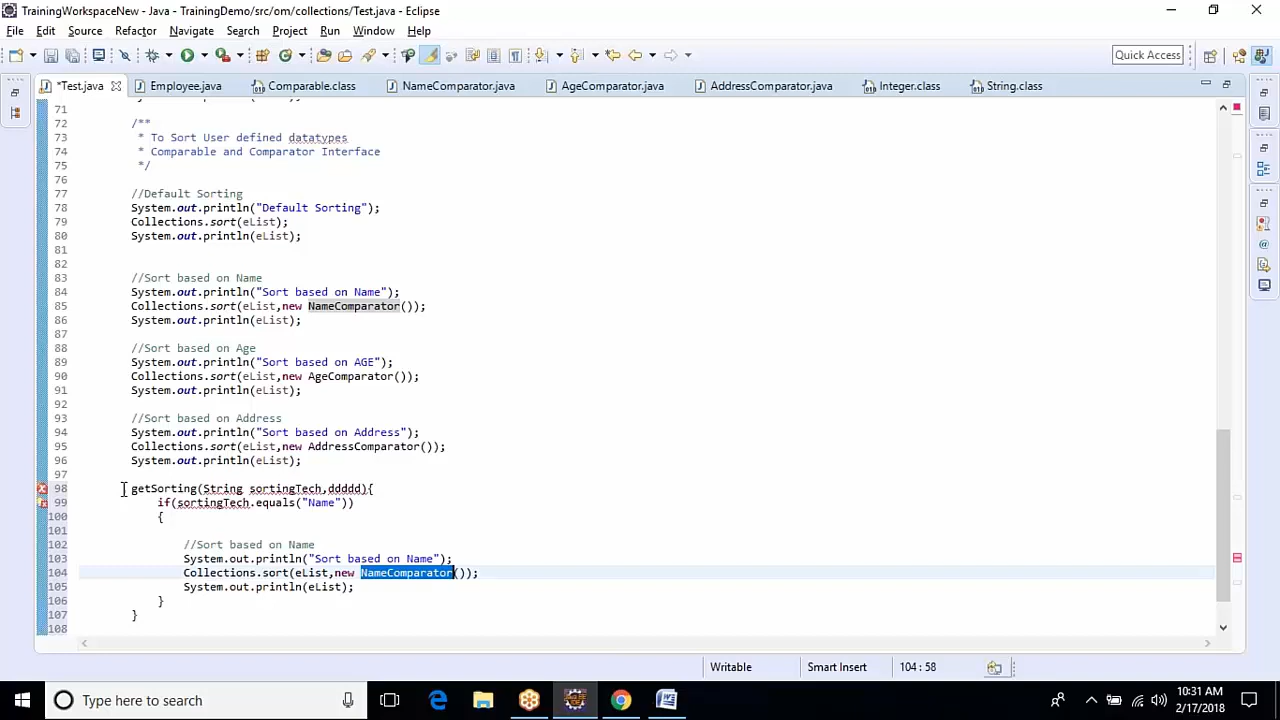 TrainingWorkspaceNew - Java - TrainingDemo/src/om/collections/Test.java - Eclipse
File Edit Source Refactor Navigate Search Project Run Window Help
Quick Access
*Test.java Employee.java Comparable.class NameComparator.java AgeComparator.java AddressComparator.java Integer.class String.class
71
72 /**
73 * To Sort User defined datatypes
74 * Comparable and Comparator Interface
75 */
76
77 //Default Sorting
78 System.out.println("Default Sorting");
79 Collections.sort(eList);
80 System.out.println(eList);
81
82
83 //Sort based on Name
84 System.out.println("Sort based on Name");
85 Collections.sort(eList,new NameComparator());
86 System.out.println(eList);
87
88 //Sort based on Age
89 System.out.println("Sort based on AGE");
90 Collections.sort(eList,new AgeComparator());
91 System.out.println(eList);
92
93 //Sort based on Address
94 System.out.println("Sort based on Address");
95 Collections.sort(eList,new AddressComparator());
96 System.out.println(eList);
97
98 getSorting(String sortingTech,ddddd){
99 if(sortingTech.equals("Name"))
100 {
101
102 //Sort based on Name
103 System.out.println("Sort based on Name");
104 Collections.sort(eList,new NameComparator());
105 System.out.println(eList);
106 }
107 }
108
Writable Smart Insert 104 : 58
Type here to search
10:31 AM
2/17/2018